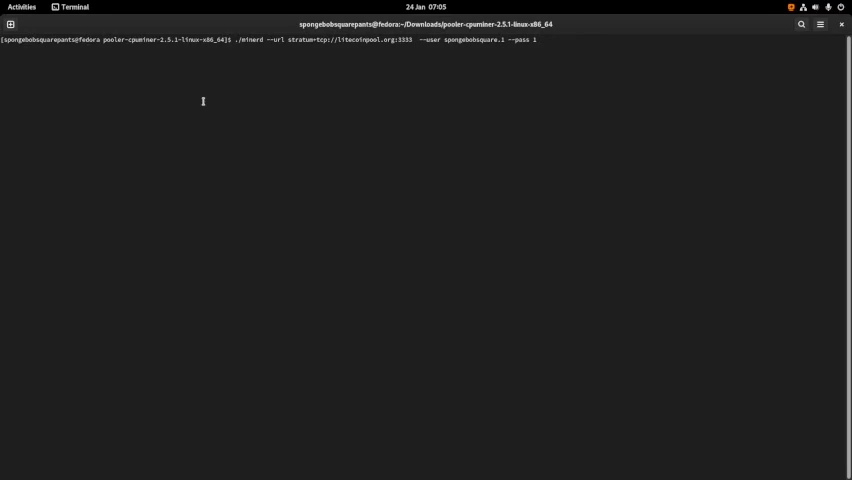 Activities Terminal 24 Jan 07:05
spongebobsquarepants@fedora:~/Downloads/pooler-cpuminer-2.5.1-linux-x86_64
[spongebobsquarepants@fedora pooler-cpuminer-2.5.1-linux-x86_64]$ ./minerd --url stratum+tcp://litecoinpool.org:3333  --user spongebobsquare.1 --pass 1